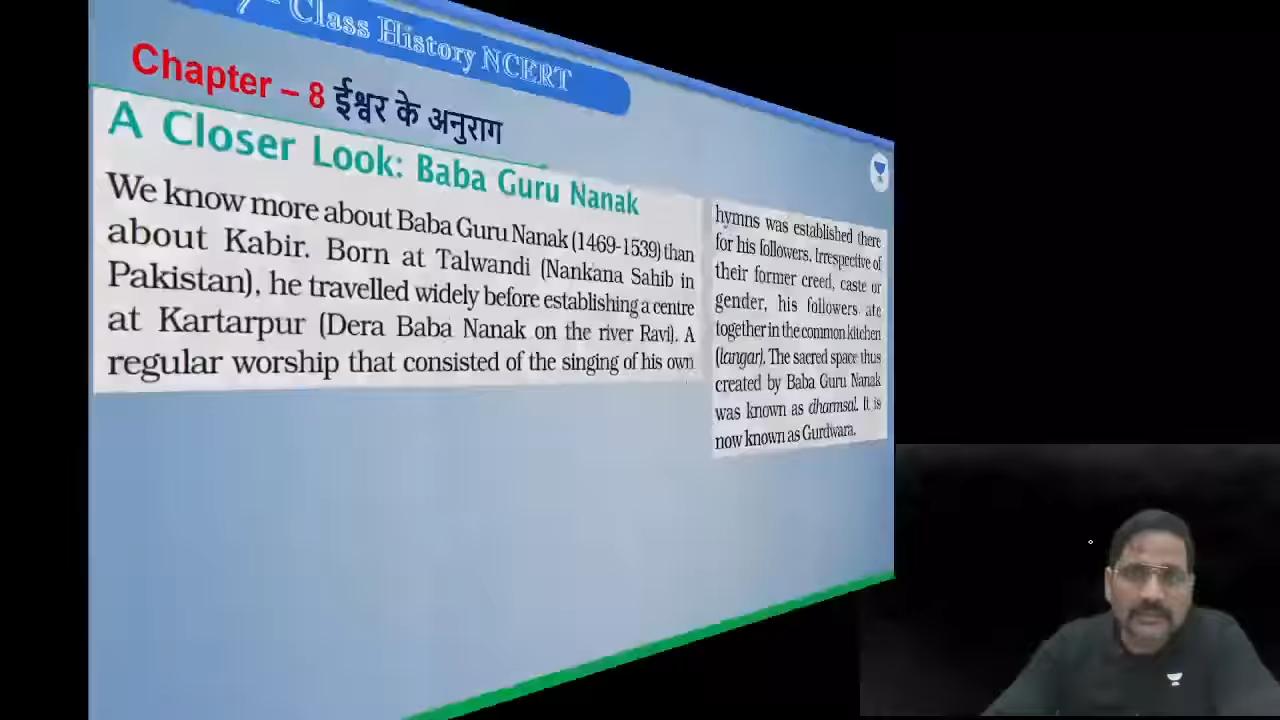 Class History NCERT
Chapter – 8 ईश्वर के अनुराग
A Closer Look: Baba Guru Nanak
We know more about Baba Guru Nanak (1469-1539) than
about Kabir. Born at Talwandi (Nankana Sahib in
Pakistan), he travelled widely before establishing a centre
at Kartarpur (Dera Baba Nanak on the river Ravi). A
regular worship that consisted of the singing of his own
hymns was established there
for his followers. Irrespective of
their former creed, caste or
gender, his followers ate
together in the common kitchen
(langar). The sacred space thus
created by Baba Guru Nanak
was known as dharmsal. It is
now known as Gurdwara.